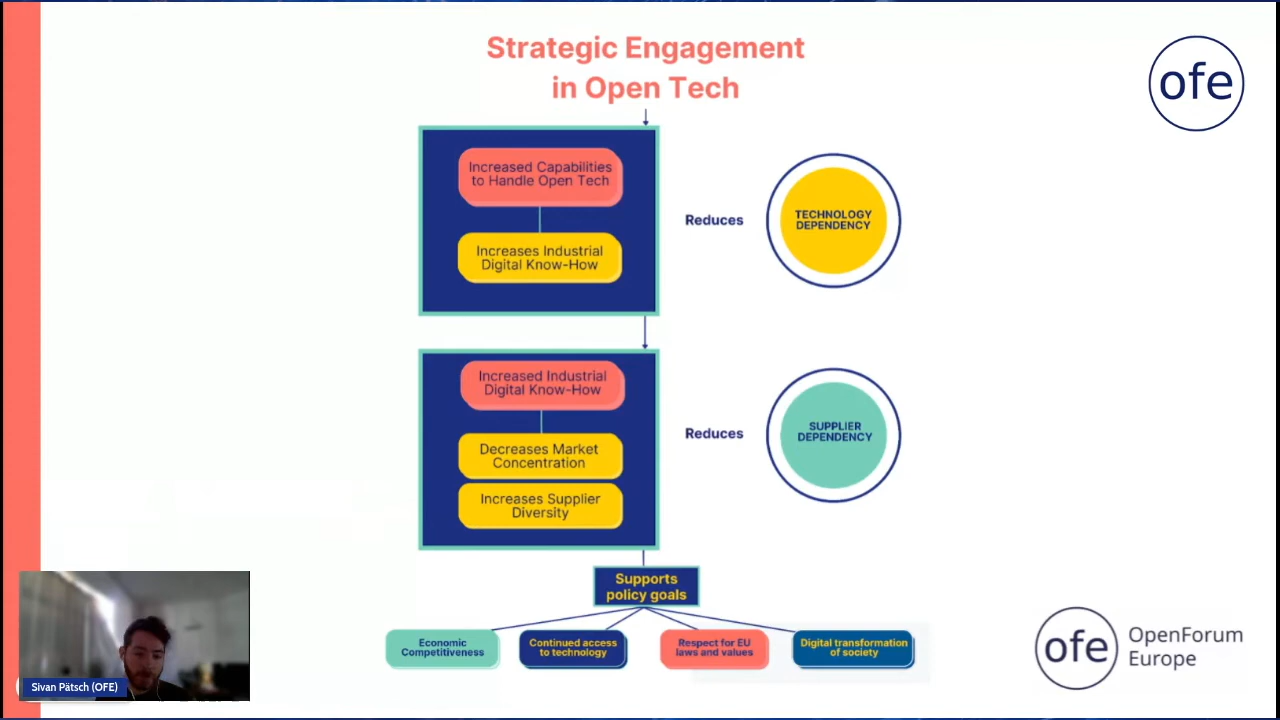 Strategic Engagement
in Open Tech
ofe
Increased Capabilities
to Handle Open Tech
Increases Industrial
Digital Know-How
Reduces
TECHNOLOGY
DEPENDENCY
Increased Industrial
Digital Know-How
Decreases Market
Concentration
Increases Supplier
Diversity
Reduces
SUPPLIER
DEPENDENCY
Supports
policy goals
Economic
Competitiveness
Continued access
to technology
Respect for EU
laws and values
Digital transformation
of society
ofe
OpenForum
Europe
Sivan Pätsch (OFE)